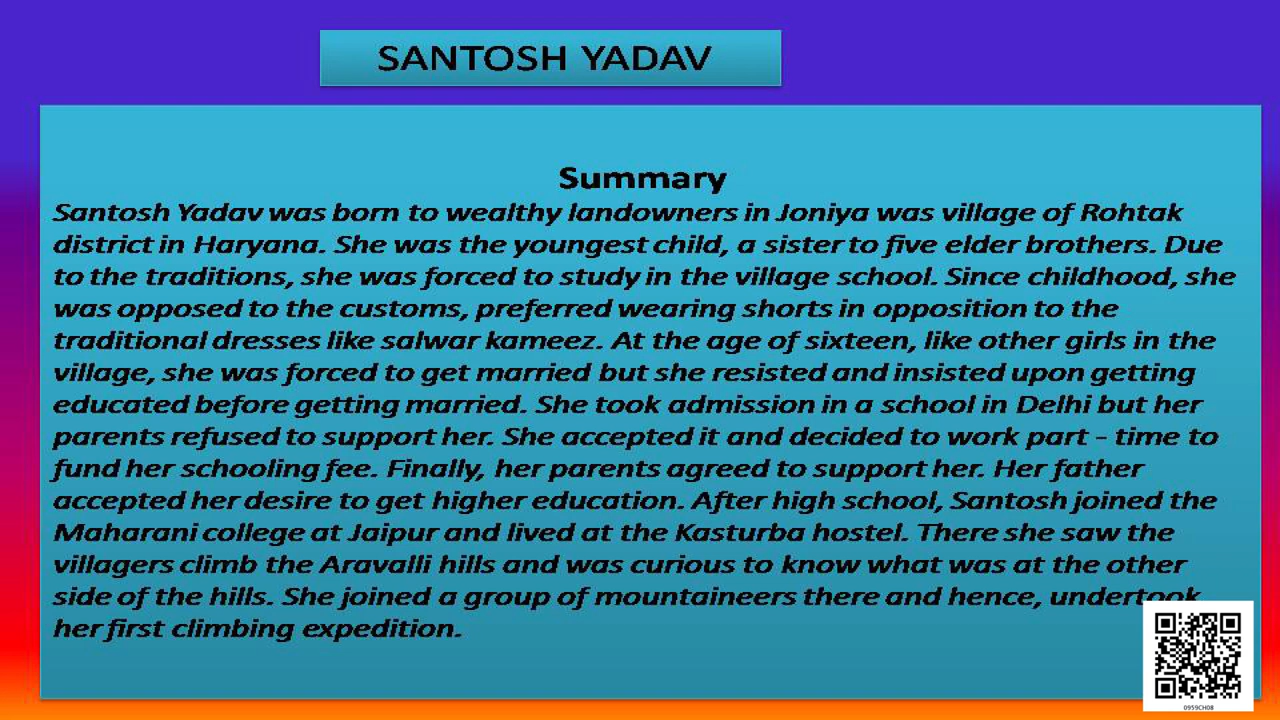 SANTOSH YADAV
Summary
Santosh Yadav was born to wealthy landowners in Joniya was village of Rohtak
district in Haryana. She was the youngest child, a sister to five elder brothers. Due
to the traditions, she was forced to study in the village school. Since childhood, she
was opposed to the customs, preferred wearing shorts in opposition to the
traditional dresses like salwar kameez. At the age of sixteen, like other girls in the
village, she was forced to get married but she resisted and insisted upon getting
educated before getting married. She took admission in a school in Delhi but her
parents refused to support her. She accepted it and decided to work part - time to
fund her schooling fee. Finally, her parents agreed to support her. Her father
accepted her desire to get higher education. After high school, Santosh joined the
Maharani college at Jaipur and lived at the Kasturba hostel. There she saw the
villagers climb the Aravalli hills and was curious to know what was at the other
side of the hills. She joined a group of mountaineers there and hence, undertook
her first climbing expedition.
0959CH08